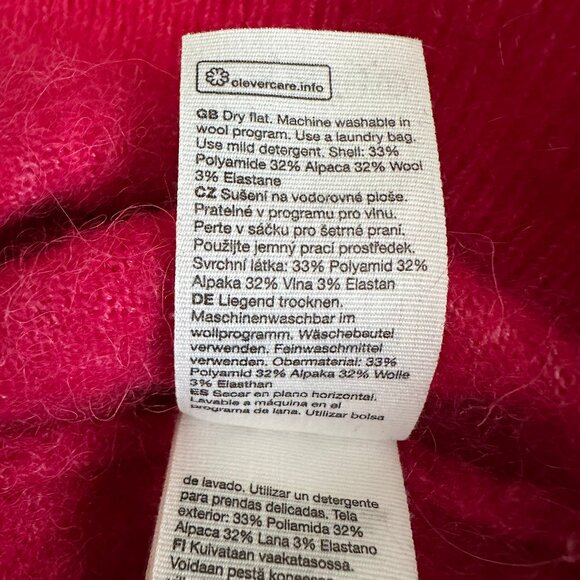 clevercare.info
GB Dry flat. Machine washable in
wool program. Use a laundry bag.
Use mild detergent. Shell: 33%
Polyamide 32% Alpaca 32% Wool
3% Elastane
CZ Sušení na vodorovné ploše.
Pratelné v programu pro vlnu.
Perte v sáčku pro šetrné praní.
Použijte jemný prací prostředek.
Svrchní látka: 33% Polyamid 32%
Alpaka 32% Vlna 3% Elastan
DE Liegend trocknen.
Maschinenwaschbar im
wollprogramm. Wäschebeutel
verwenden. Feinwaschmittel
verwenden. Obermaterial: 33%
Polyamid 32% Alpaka 32% Wolle
3% Elasthan
ES Secar en plano horizontal.
Lavable a máquina en el
programa de lana. Utilizar bolsa
de lavado. Utilizar un detergente
para prendas delicadas. Tela
exterior: 33% Poliamida 32%
Alpaca 32% Lana 3% Elastano
FI Kuivataan vaakatasossa.
Voidaan pestä koneessa